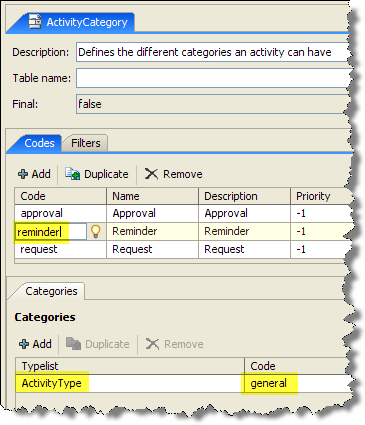 ActivityCategory
Description: Defines the different categories an activity can have
Table name:
Final: false
Codes Filters
Add Duplicate Remove
Code Name Description Priority
approval Approval Approval -1
reminder Reminder Reminder -1
request Request Request -1
Categories
Categories
Add Duplicate Remove
Typelist Code
ActivityType general